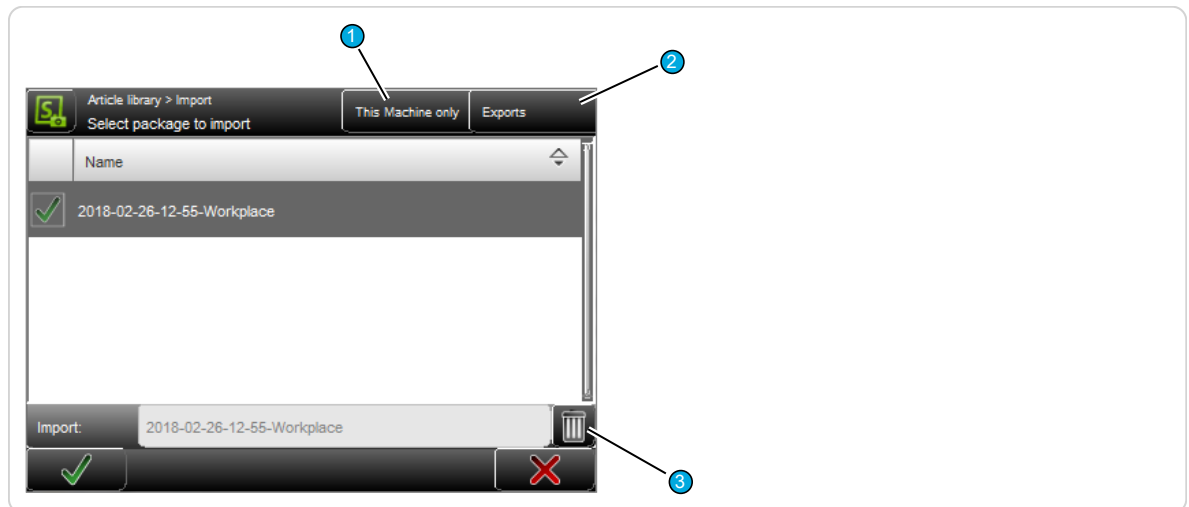 1
2
Article library > Import
Select package to import
This Machine only
Exports
Name
2018-02-26-12-55-Workplace
Import:
2018-02-26-12-55-Workplace
3